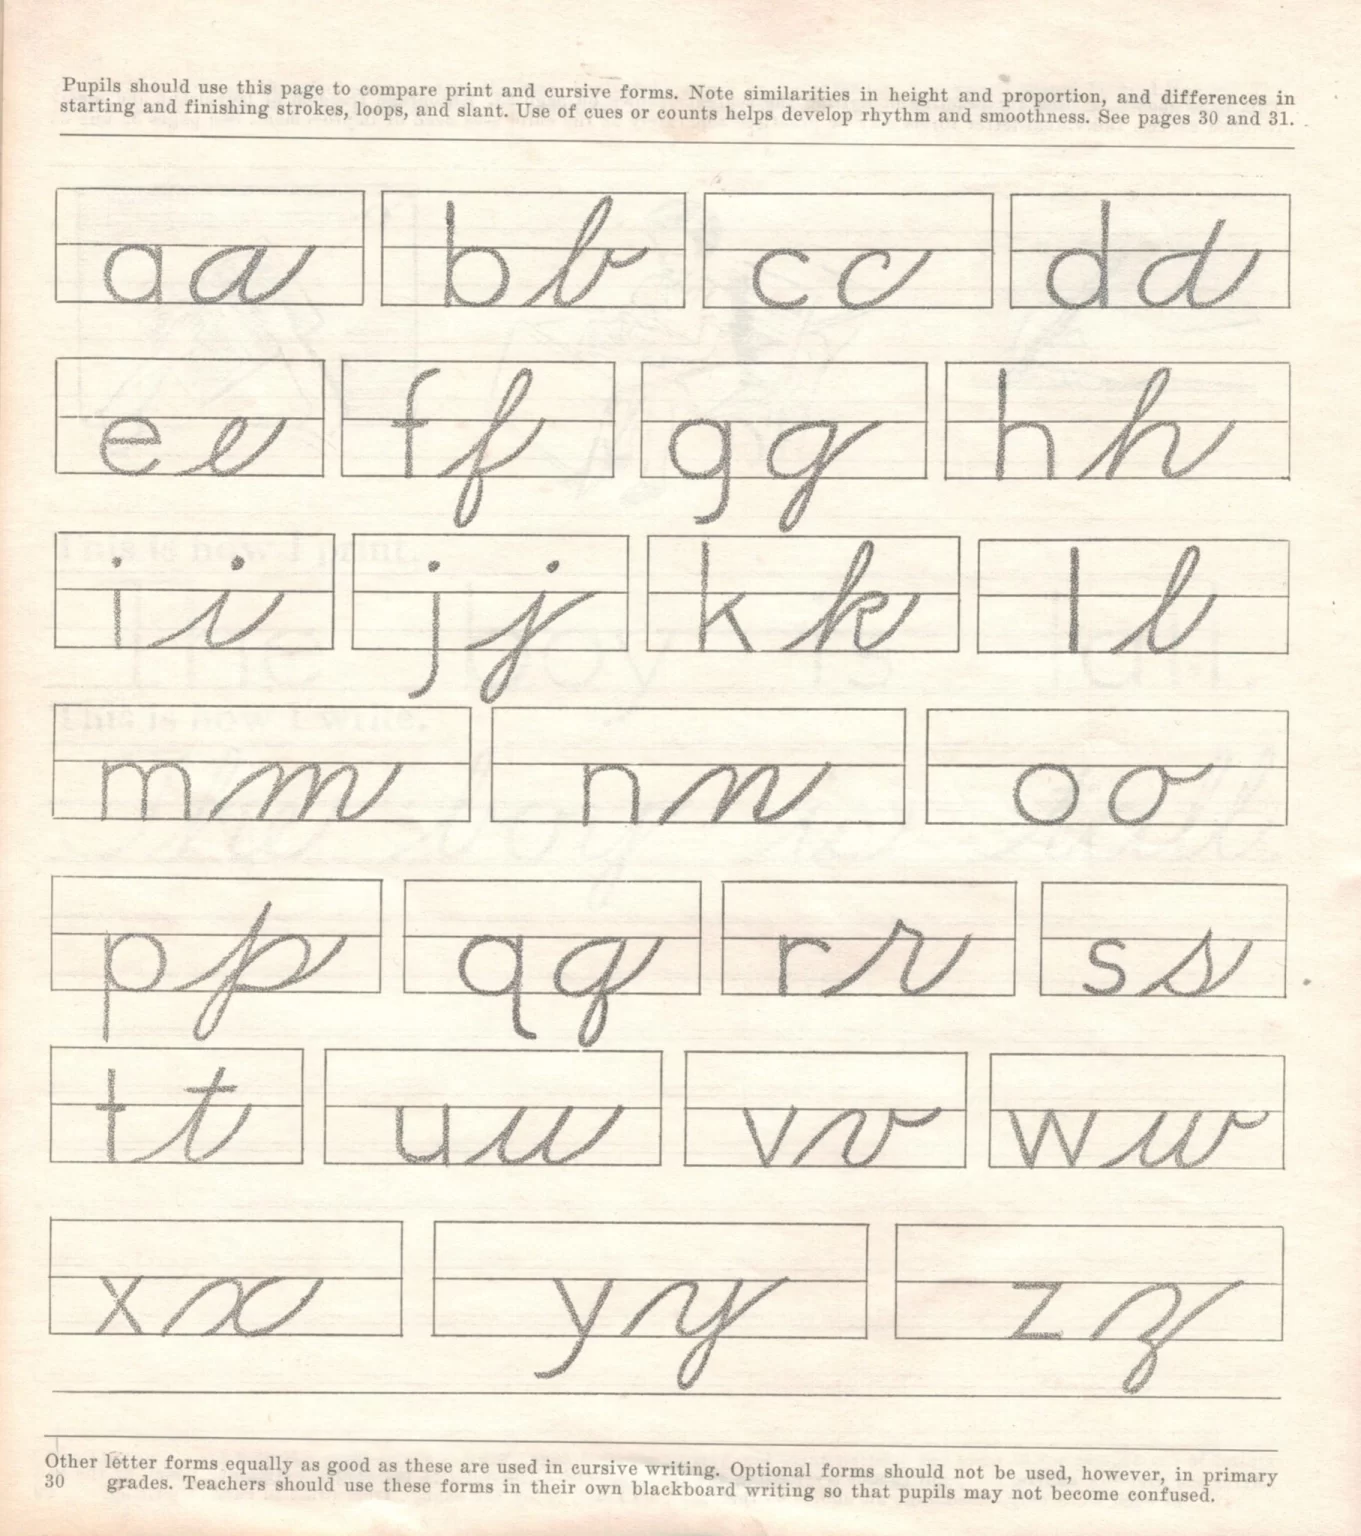 Pupils should use this page to compare print and cursive forms. Note similarities in height and proportion, and differences in
starting and finishing strokes, loops, and slant. Use of cues or counts helps develop rhythm and smoothness. See pages 30 and 31.
a a b b c c d d
e e f f g g h h
i i j j k k l l
m m n n o o
p p q q r r s s
t t u u v v w w
x x y y z z
Other letter forms equally as good as these are used in cursive writing. Optional forms should not be used, however, in primary
30 grades. Teachers should use these forms in their own blackboard writing so that pupils may not become confused.